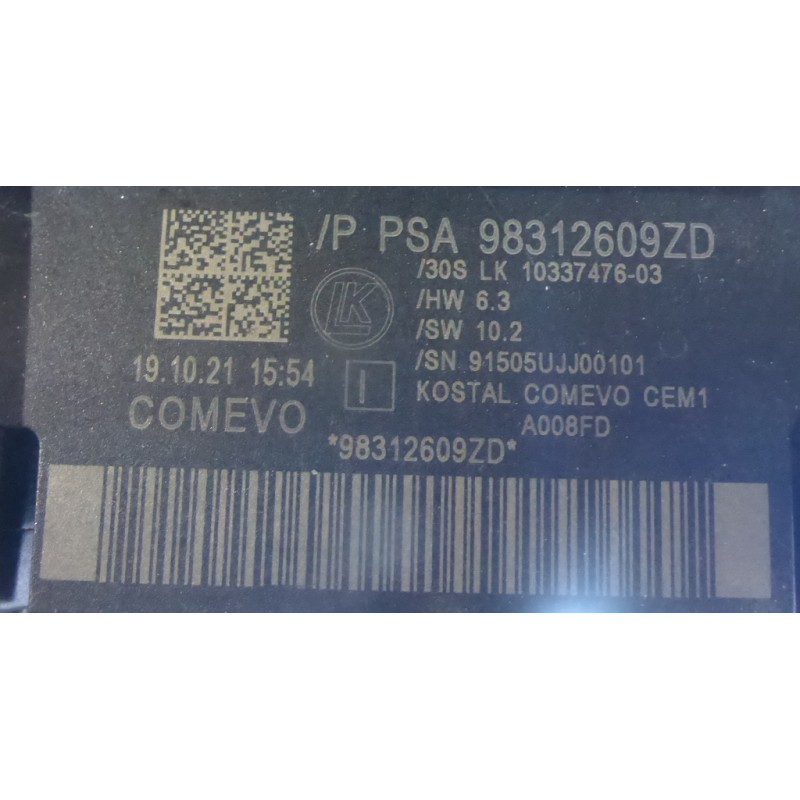 /P PSA 98312609ZD
/30S LK 10337476-03
LK
/HW 6.3
/SW 10.2
/SN 91505UJJ00101
19.10.21 15:54
I
KOSTAL COMEVO CEM1
COMEVO
A008FD
*98312609ZD*